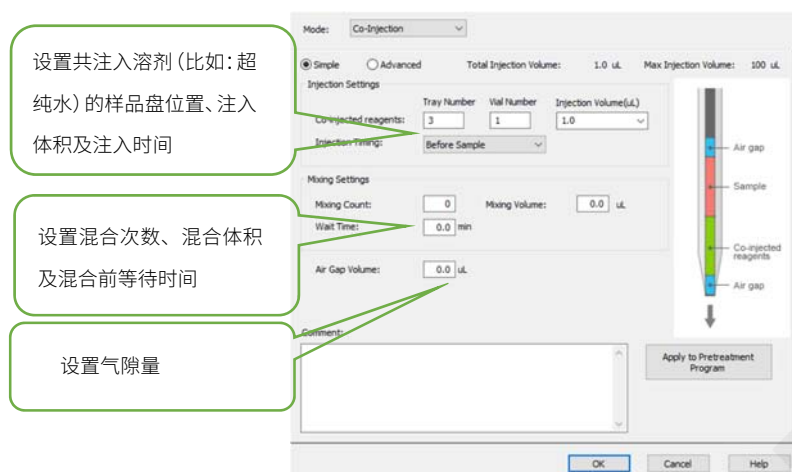 Mode: Co-Injection
Simple Advanced Total Injection Volume: 1.0 uL Max Injection Volume: 100 uL
Injection Settings
Tray Number Vial Number Injection Volume(uL)
Co-injected reagents: 3 1 1.0
Injection Timing: Before Sample
设置共注入溶剂(比如:超
纯水)的样品盘位置、注入
体积及注入时间
Mixing Settings
Mixing Count: 0 Mixing Volume: 0.0 uL
Wait Time: 0.0 min
设置混合次数、混合体积
及混合前等待时间
Air Gap Volume: 0.0 uL
设置气隙量
Air gap
Sample
Co-injected
reagents
Air gap
Comment:
Apply to Pretreatment
Program
OK Cancel Help